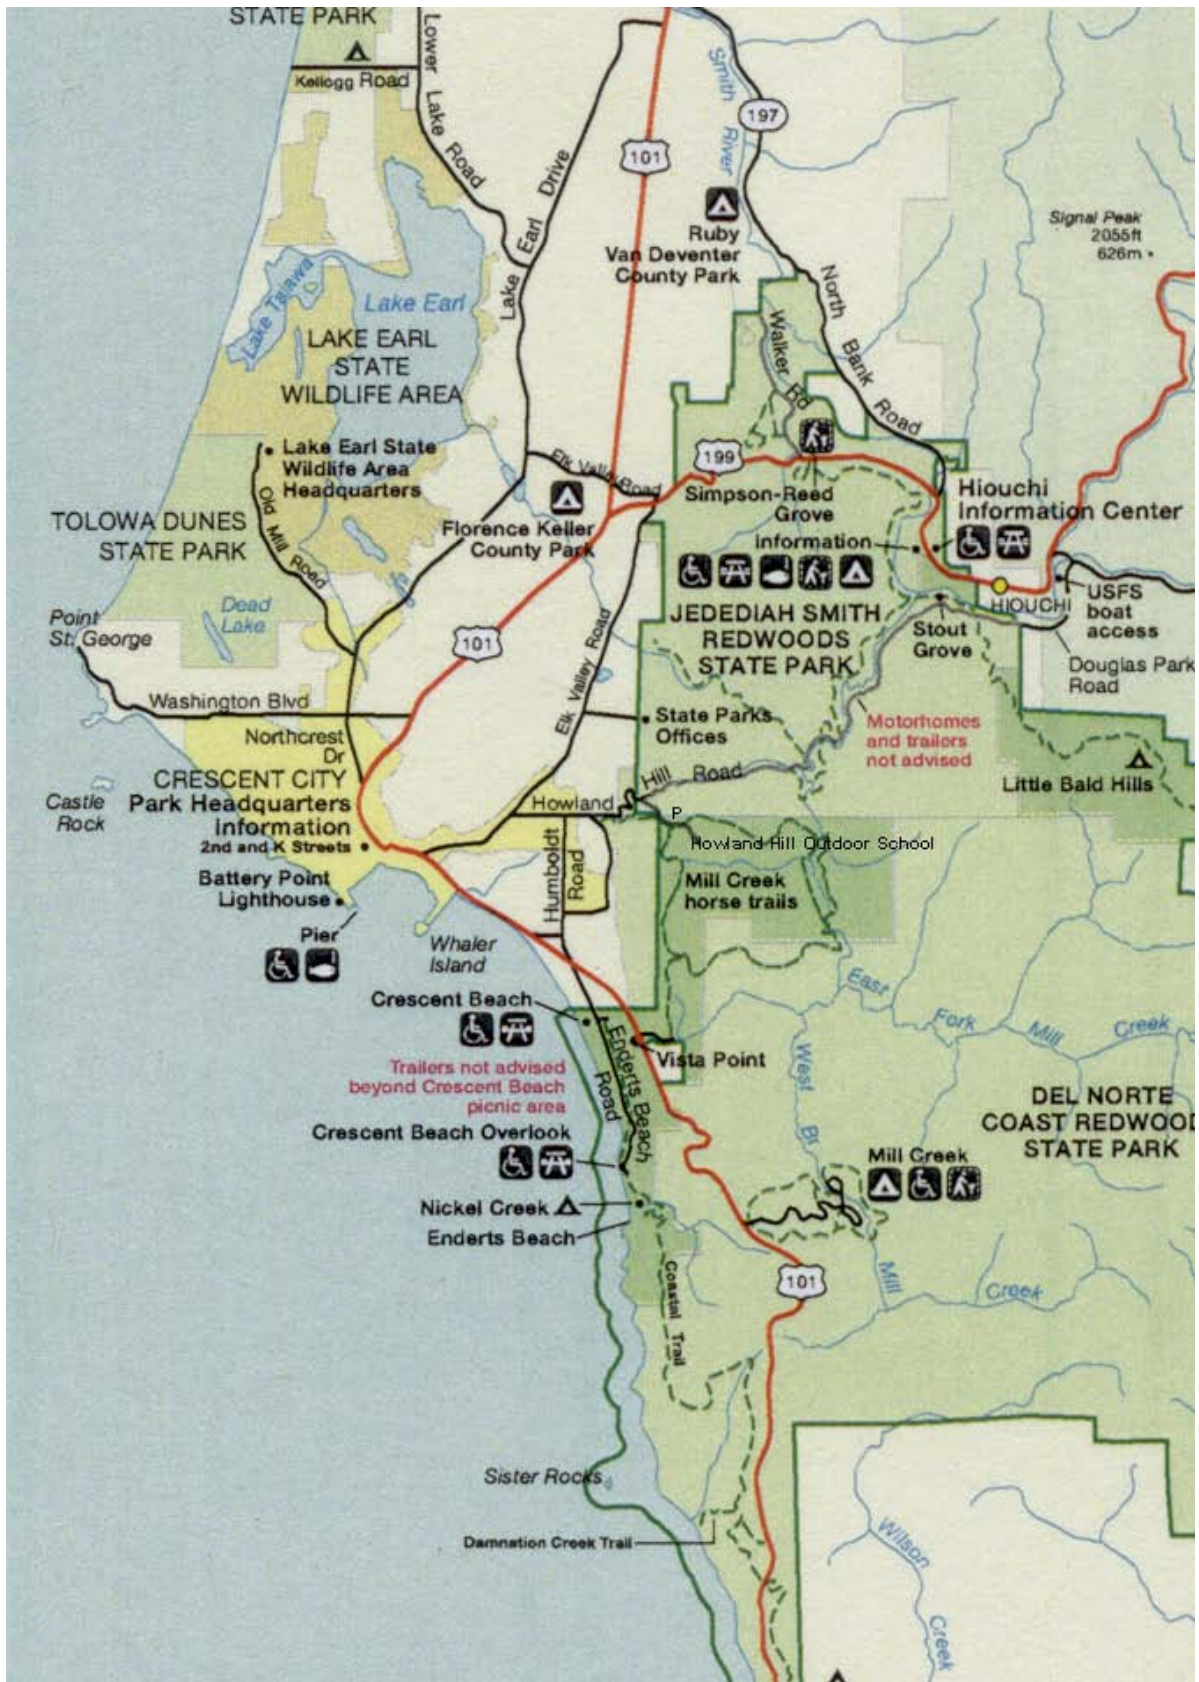 STATE PARK
Kellogg Road
Lower Lake Road
Smith River
197
101
Lake Earl Drive
Signal Peak
2055ft
626m
Ruby
Van Deventer
County Park
North Bank Road
Walker Rd
Lake Talawa
Lake Earl
LAKE EARL
STATE
WILDLIFE AREA
Lake Earl State
Wildlife Area
Headquarters
Elk Valley Road
199
Simpson-Reed
Grove
Hiouchi
Information Center
Florence Keller
County Park
Information
TOLOWA DUNES
STATE PARK
Old Mill Road
HIOUCHI
USFS
boat
access
JEDEDIAH SMITH
REDWOODS
STATE PARK
Stout
Grove
Point
St. George
Dead
Lake
101
Elk Valley Road
Douglas Park
Road
Washington Blvd
State Parks
Offices
Motorhomes
and trailers
not advised
Northcrest
Dr
Little Bald Hills
CRESCENT CITY
Park Headquarters
Information
2nd and K Streets
Castle
Rock
Howland Hill Road
P
Howland Hill Outdoor School
Humboldt
Road
Battery Point
Lighthouse
Mill Creek
horse trails
Pier
Whaler
Island
Crescent Beach
East Fork Mill Creek
Enderts Beach
Road
Vista Point
Trailers not advised
beyond Crescent Beach
picnic area
West Br
DEL NORTE
COAST REDWOOD
STATE PARK
Crescent Beach Overlook
Mill Creek
Nickel Creek
Enderts Beach
Coastal Trail
101
Mill Creek
Sister Rocks
Damnation Creek Trail
Wilson Creek